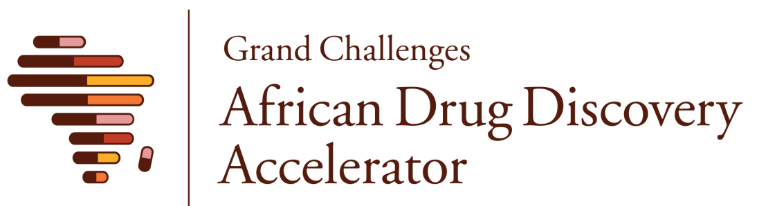 Grand Challenges
African Drug Discovery
Accelerator